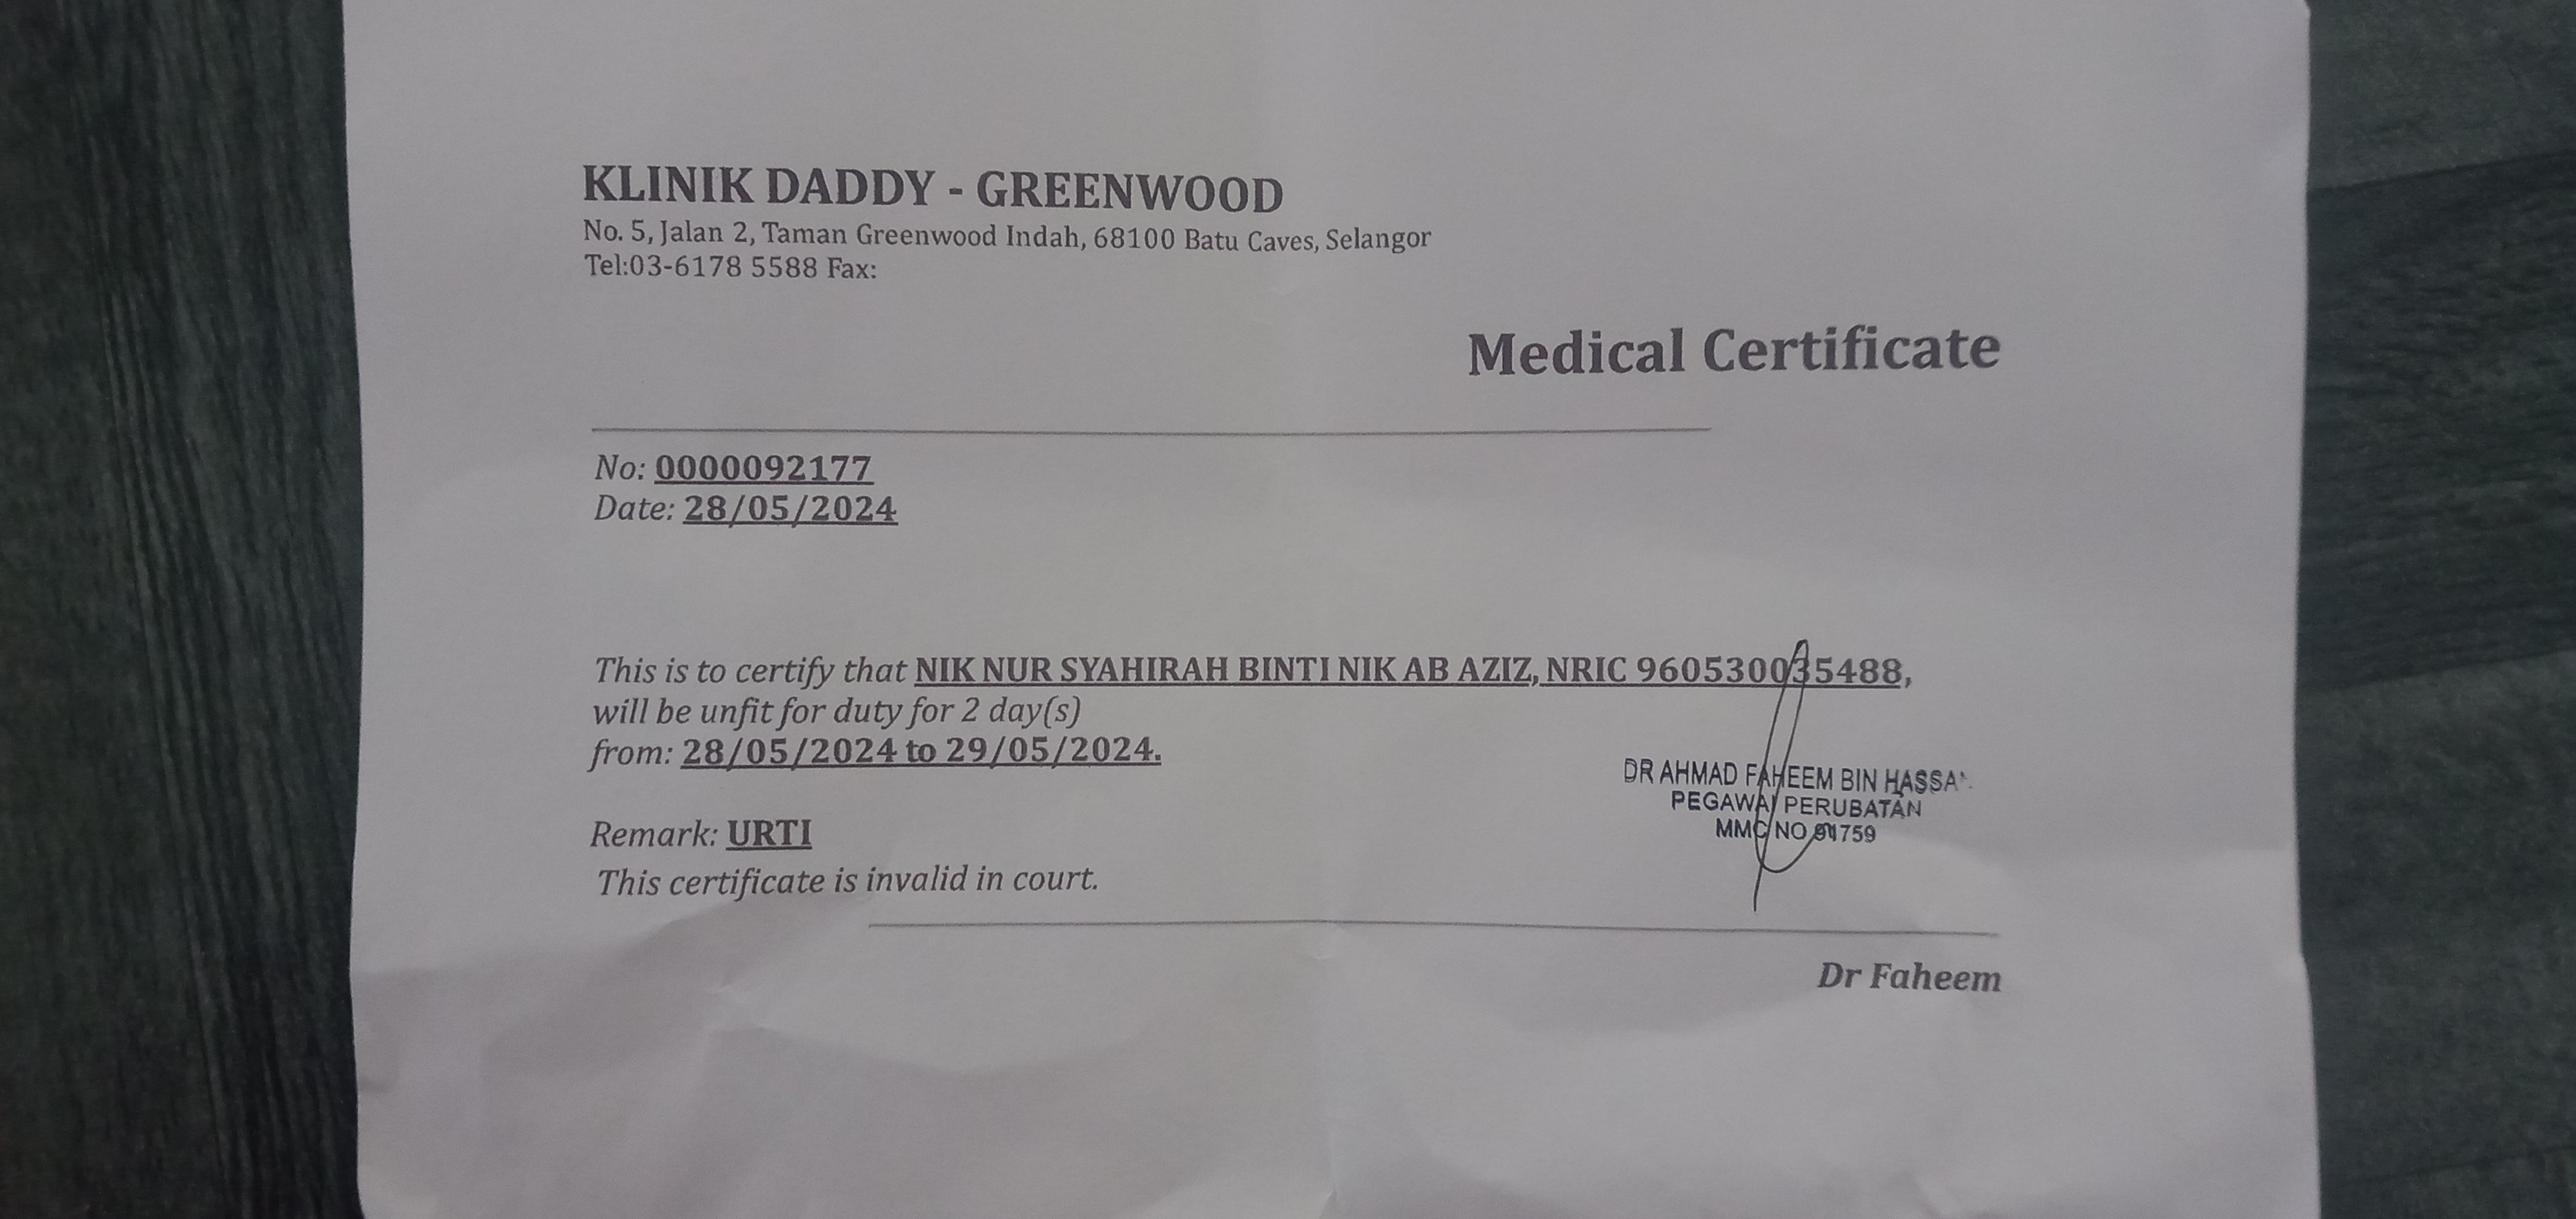 KLINIK DADDY - GREENWOOD
No. 5, Jalan 2, Taman Greenwood Indah, 68100 Batu Caves, Selangor
Tel:03-6178 5588 Fax:
Medical Certificate
No: 0000092177
Date: 28/05/2024
This is to certify that NIK NUR SYAHIRAH BINTI NIK AB AZIZ, NRIC 960530035488,
will be unfit for duty for 2 day(s)
from: 28/05/2024 to 29/05/2024.
DR AHMAD FAHEEM BIN
PEGAWAI PERUBATAN
MMC NO
Remark: URTI
This certificate is invalid in court.
Dr Faheem